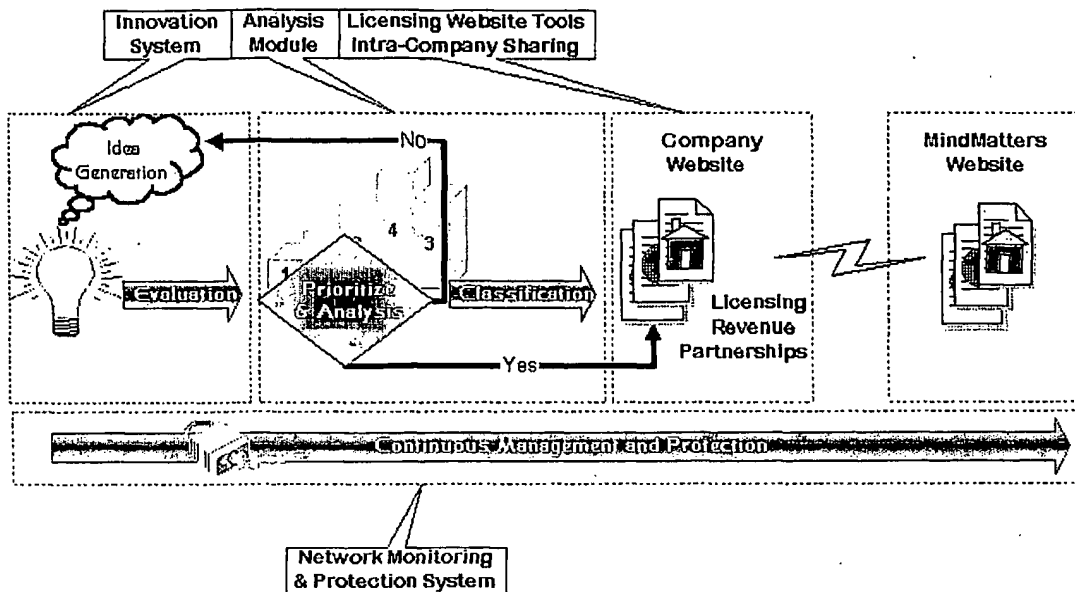 Innovation System
Analysis Module
Licensing Website Tools
Intra-Company Sharing
Idea
Generation
No
Company
Website
MindMatters
Website
4
3
1
Evaluation
Prioritize
& Analysis
Classification
Licensing
Revenue
Partnerships
Yes
Continuous Management and Protection
Network Monitoring
& Protection System